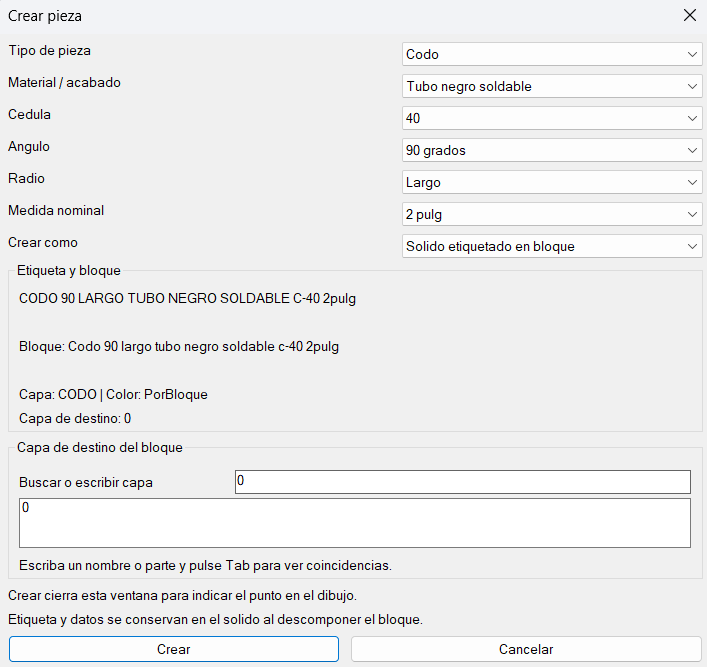 Crear pieza
Tipo de pieza
Codo
Material / acabado
Tubo negro soldable
Cedula
40
Angulo
90 grados
Radio
Largo
Medida nominal
2 pulg
Crear como
Solido etiquetado en bloque
Etiqueta y bloque
CODO 90 LARGO TUBO NEGRO SOLDABLE C-40 2pulg
Bloque: Codo 90 largo tubo negro soldable c-40 2pulg
Capa: CODO | Color: PorBloque
Capa de destino: 0
Capa de destino del bloque
Buscar o escribir capa
0
0
Escriba un nombre o parte y pulse Tab para ver coincidencias.
Crear cierra esta ventana para indicar el punto en el dibujo.
Etiqueta y datos se conservan en el solido al descomponer el bloque.
Crear
Cancelar